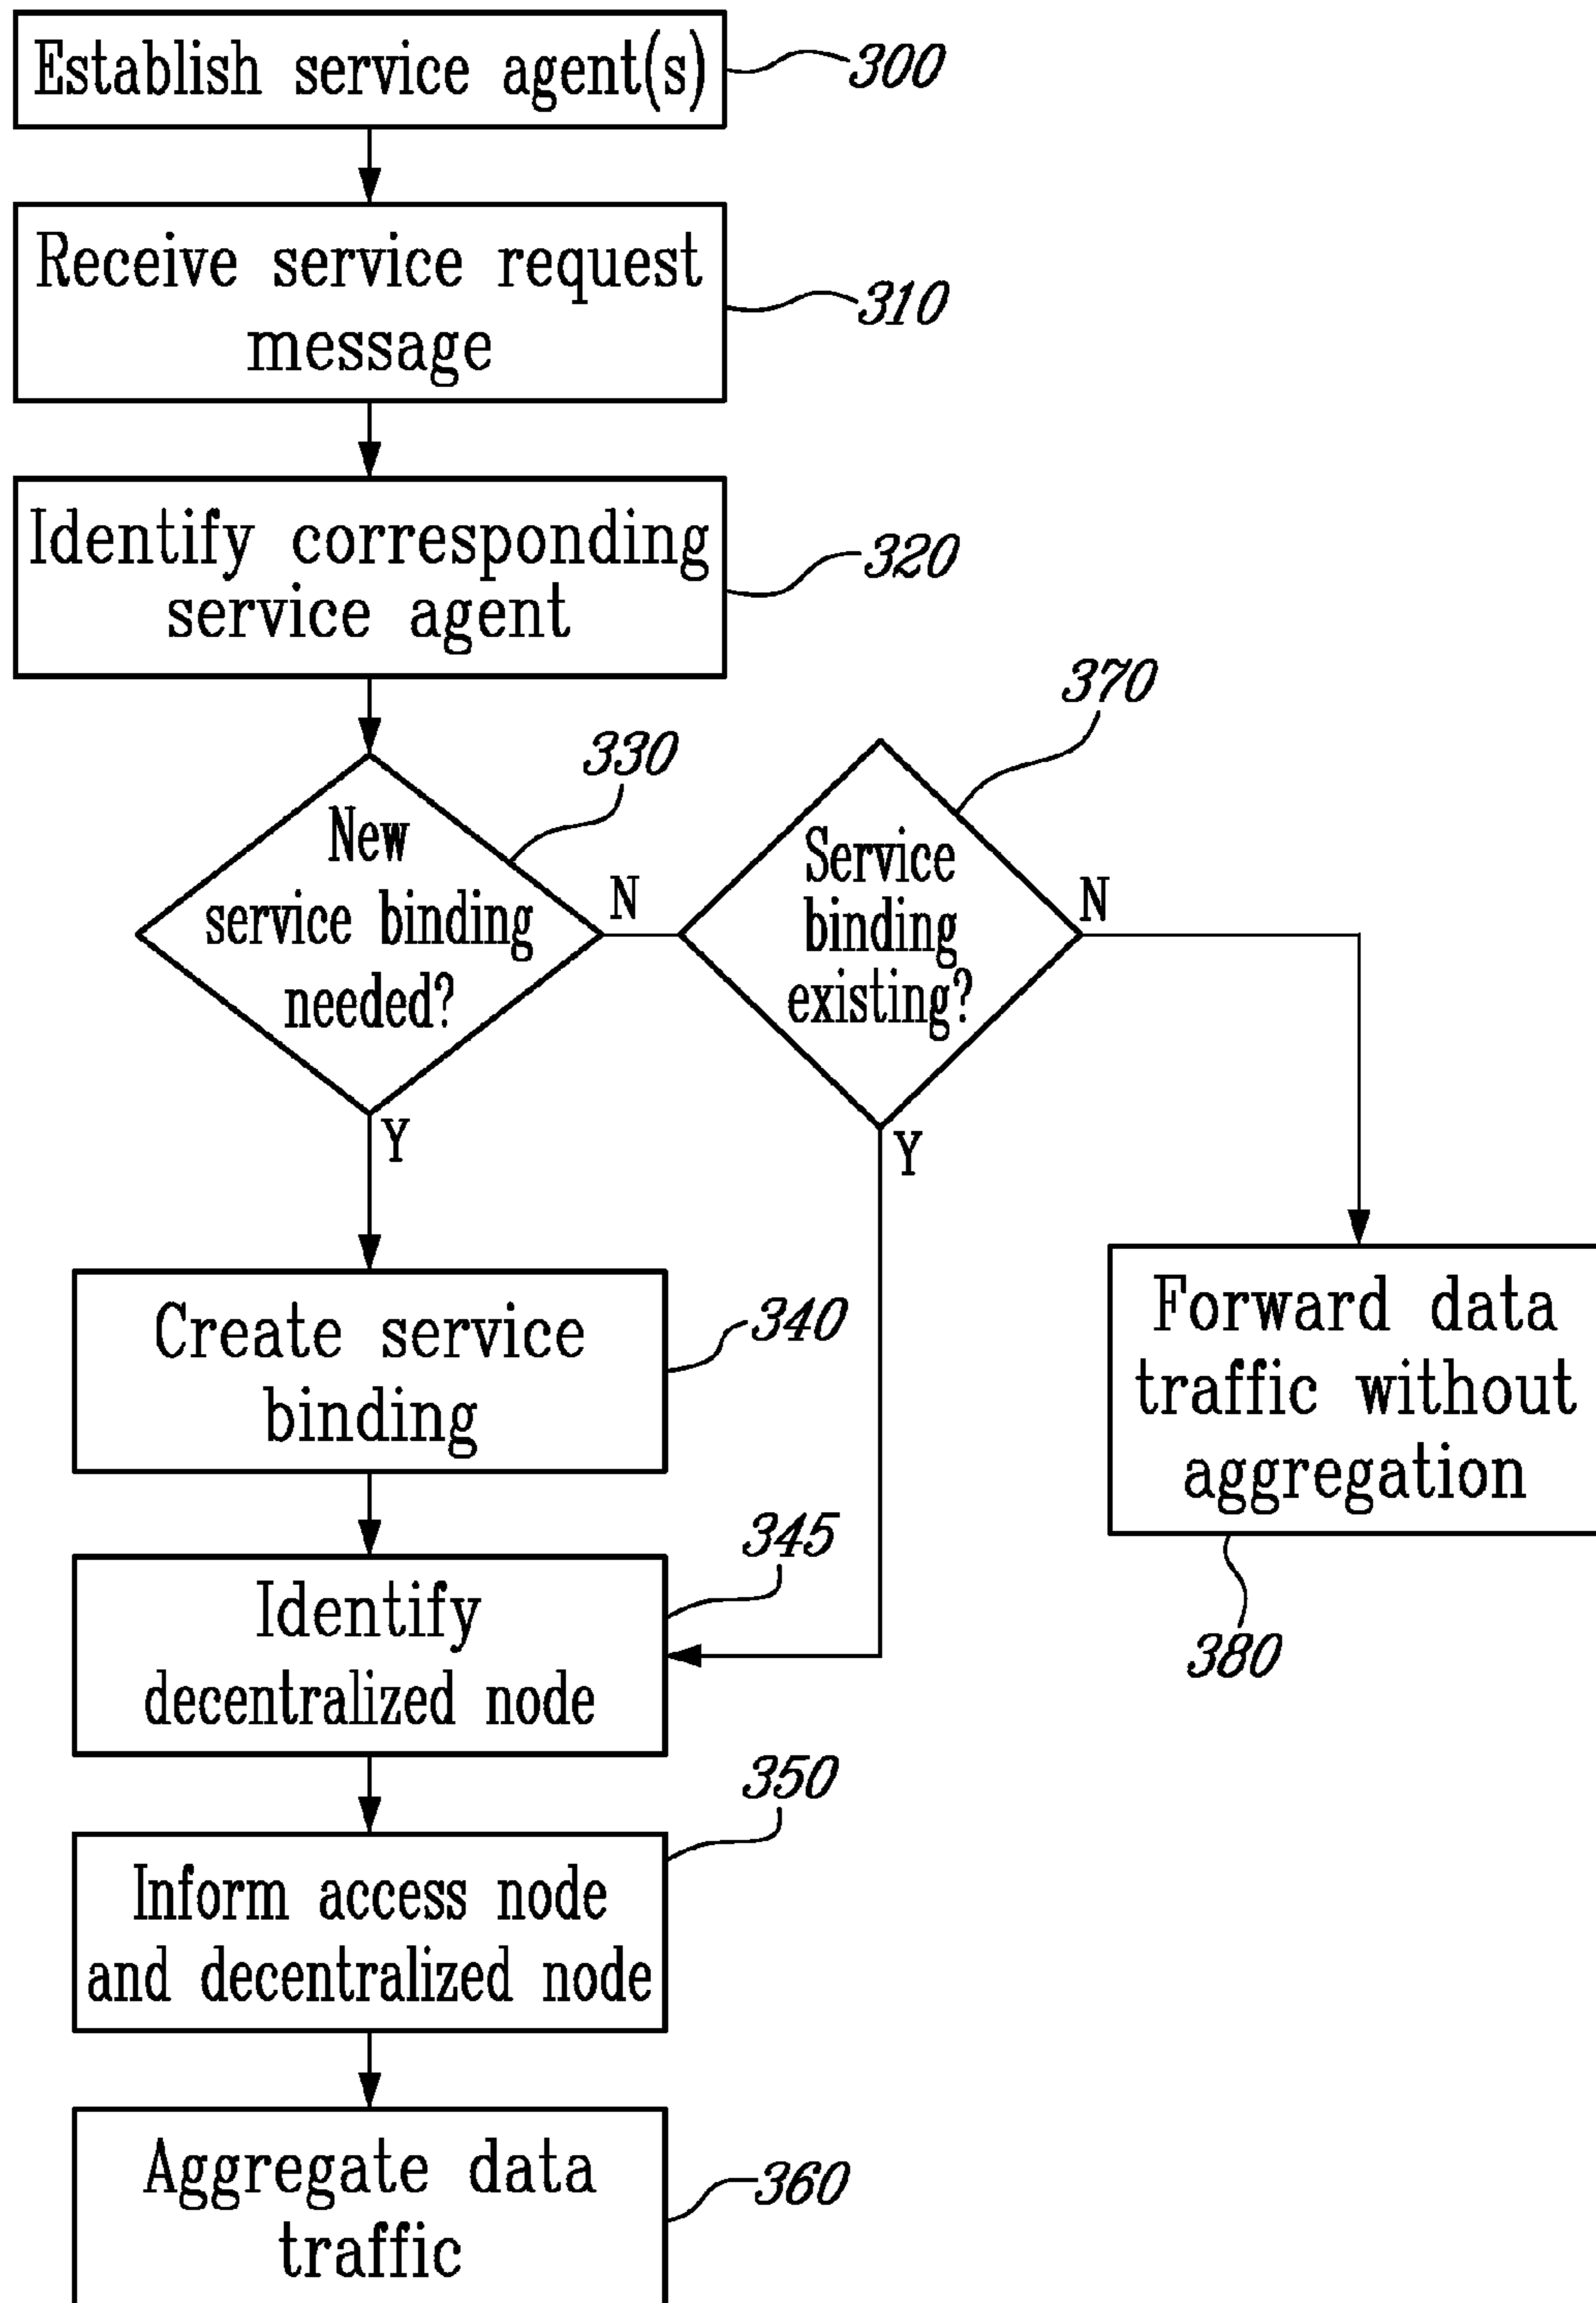 Establish service agent(s)
300
Receive service request
message
310
Identify corresponding
service agent
320
370
330
New
service binding
needed?
N
Service
binding
existing?
N
Y
Y
Create service
binding
340
Forward data
traffic without
aggregation
380
345
Identify
decentralized node
350
Inform access node
and decentralized node
Aggregate data
traffic
360